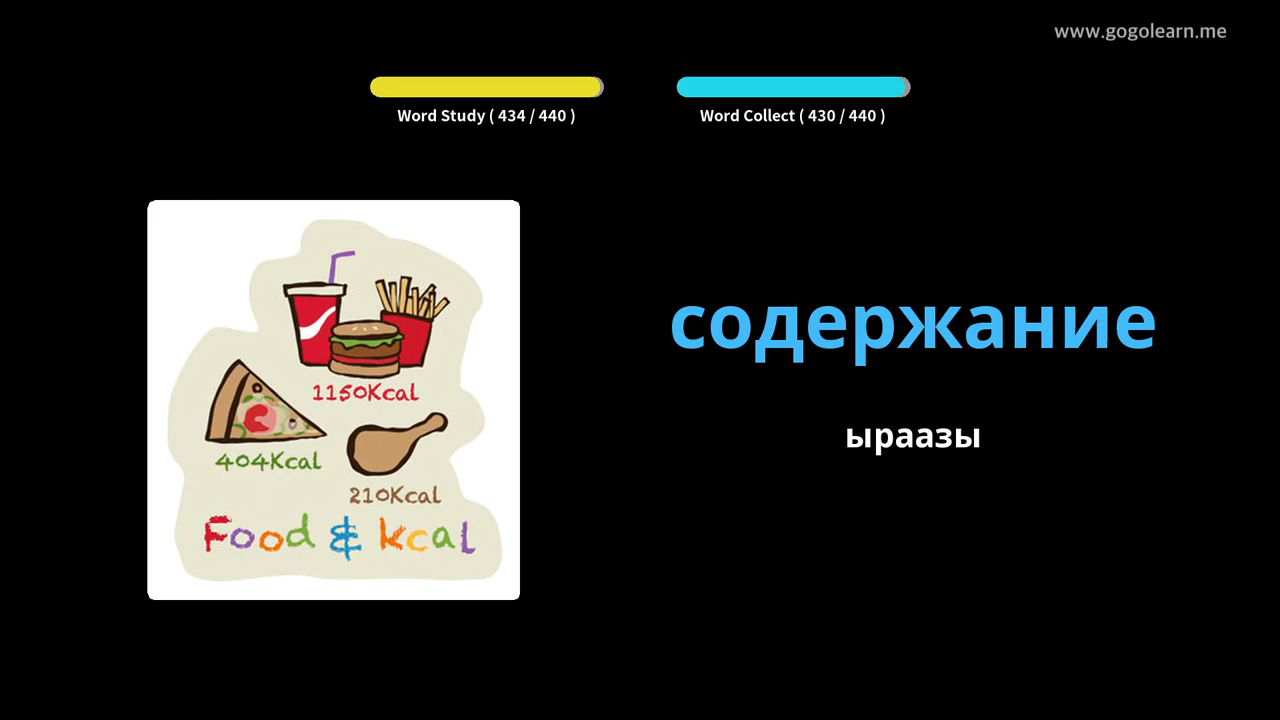 www.gogolearn.me
Word Study ( 434 / 440 )
Word Collect ( 430 / 440 )
1150Kcal
404Kcal
210Kcal
Food & kcal
содержание
ыраазы